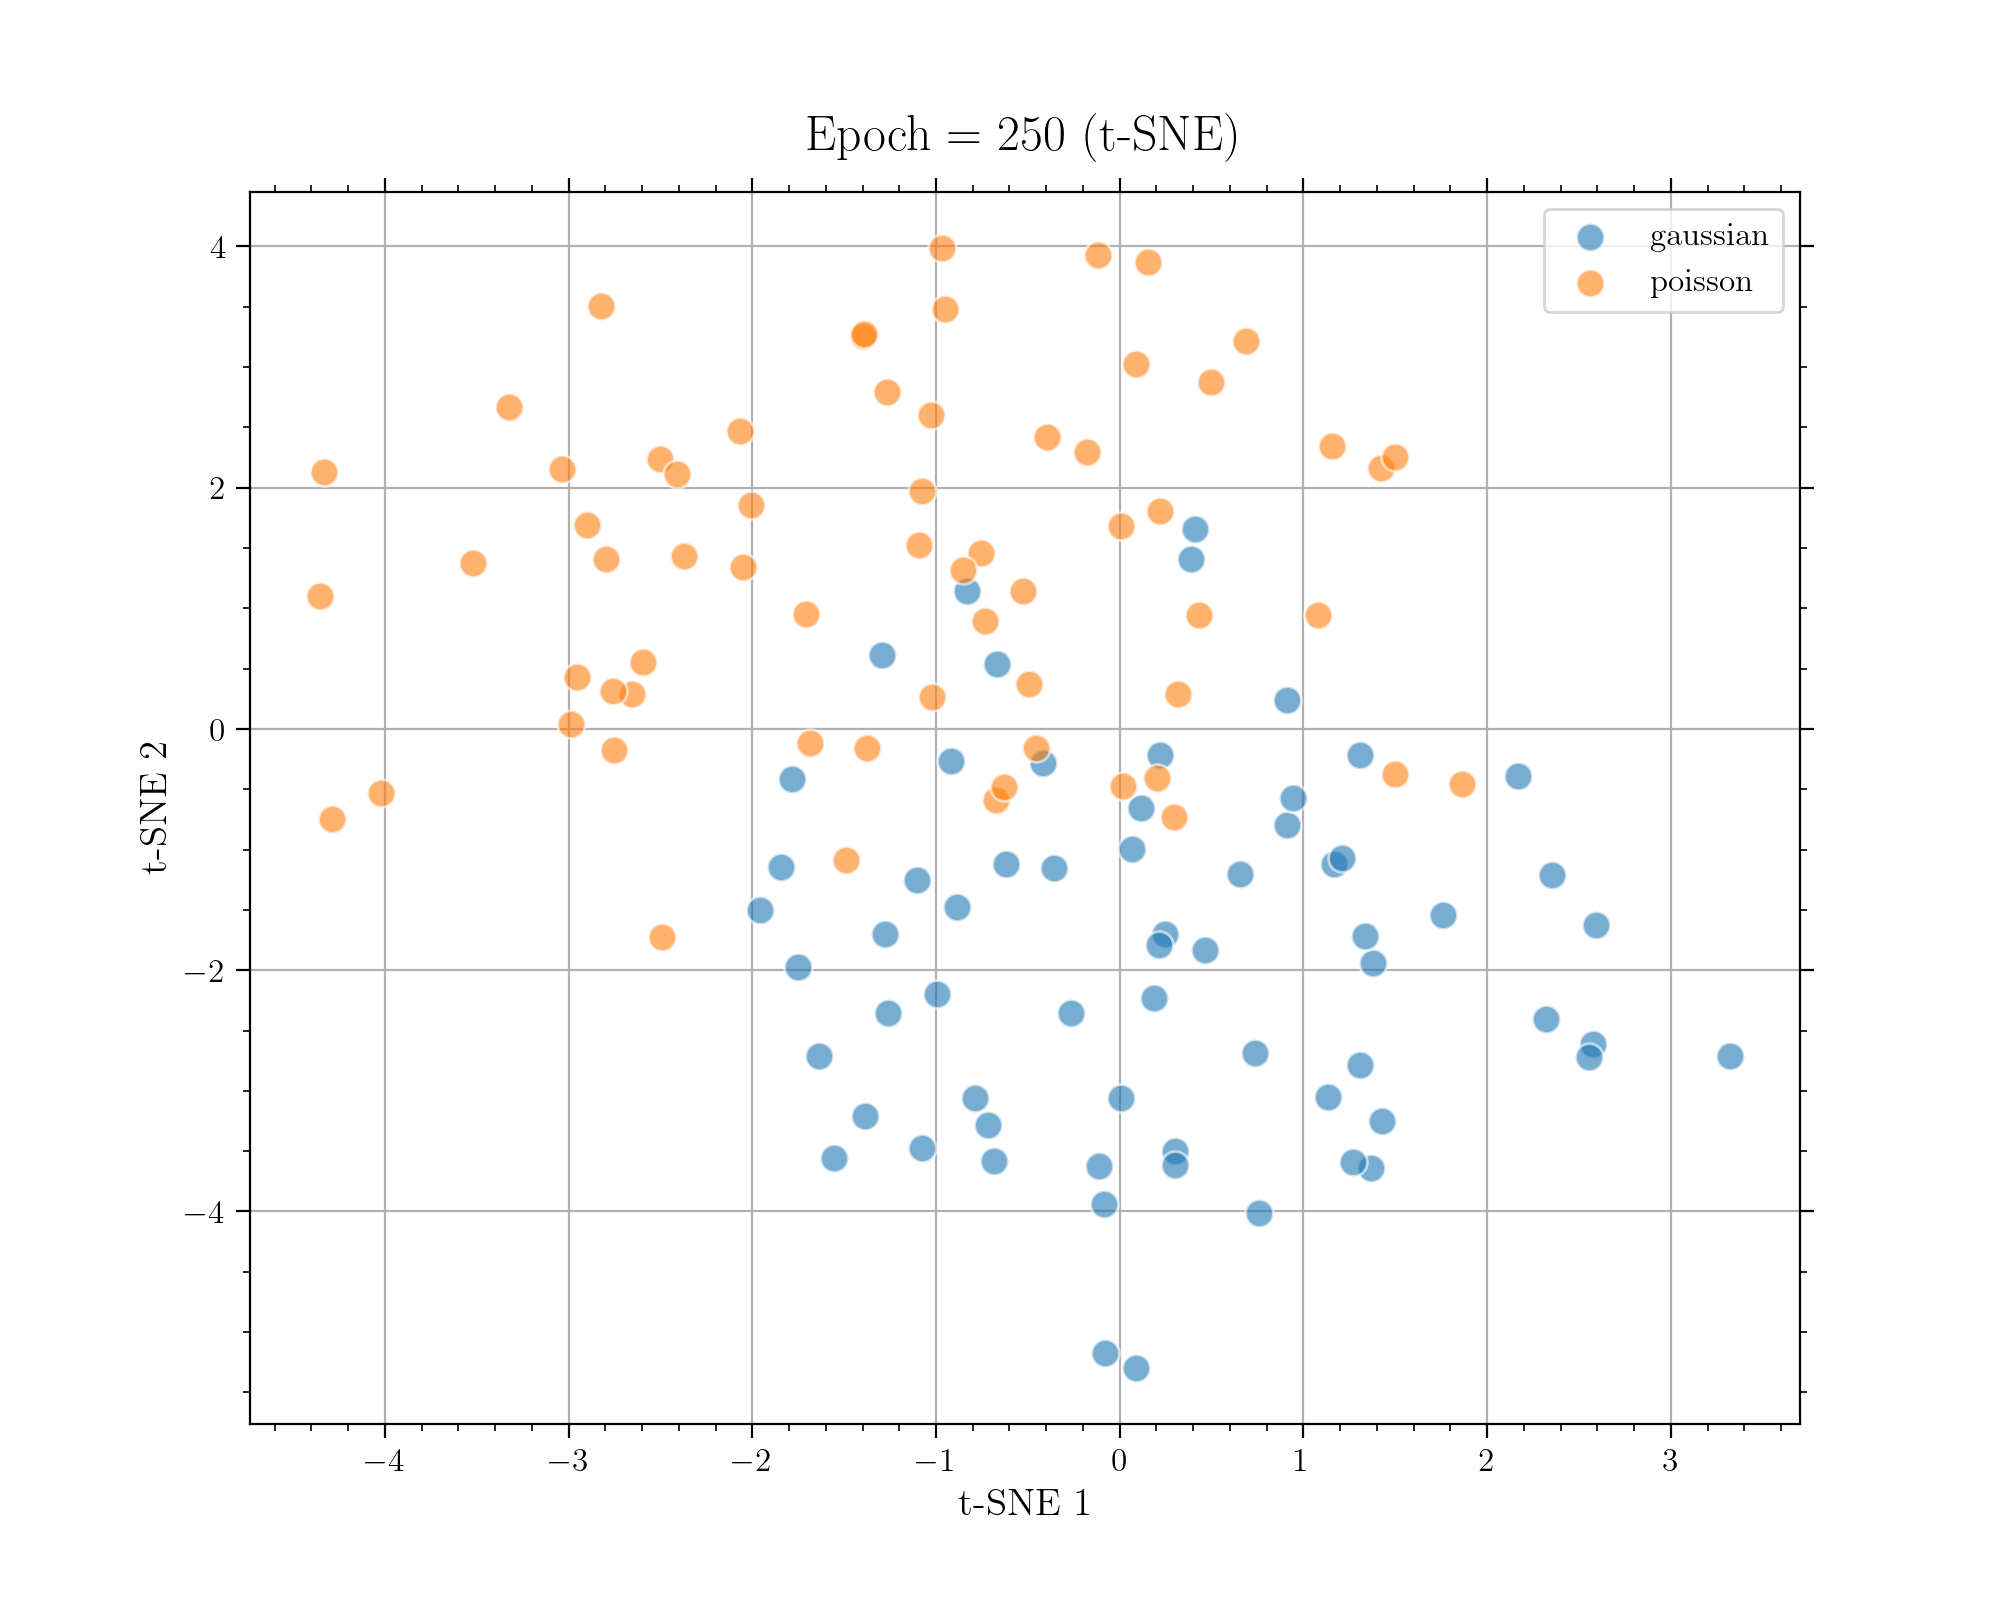 Epoch = 250 (t-SNE)
gaussian
poisson
4
2
0
−2
−4
t-SNE 2
−4
−3
−2
−1
0
1
2
3
t-SNE 1